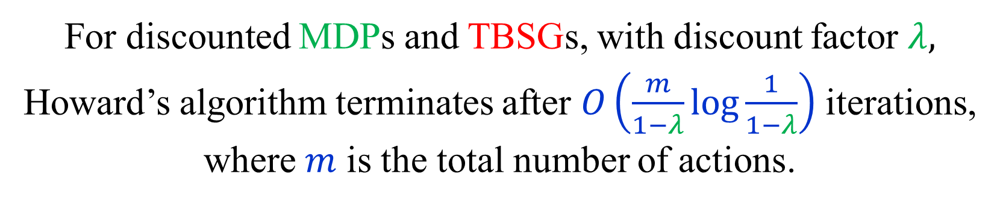 For discounted MDPs and TBSGs, with discount factor λ,
Howard’s algorithm terminates after O(m/(1−λ) log 1/(1−λ)) iterations,
where m is the total number of actions.